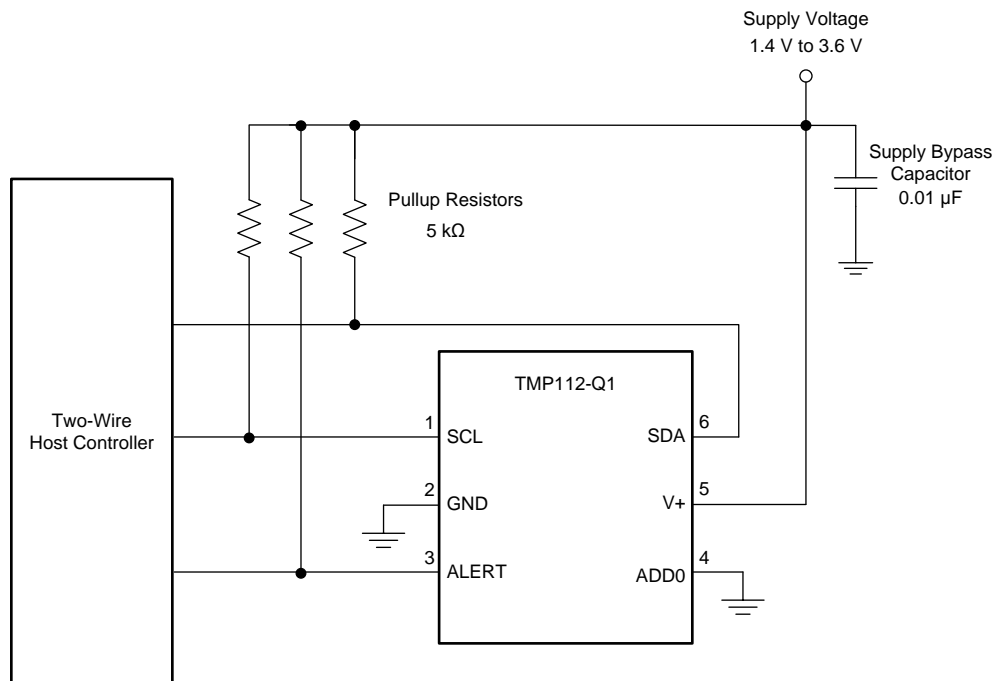 Supply Voltage
1.4 V to 3.6 V
Supply Bypass
Capacitor
0.01 µF
Pullup Resistors
5 kΩ
Two-Wire
Host Controller
TMP112-Q1
1
SCL
2
GND
3
ALERT
6
SDA
5
V+
4
ADD0